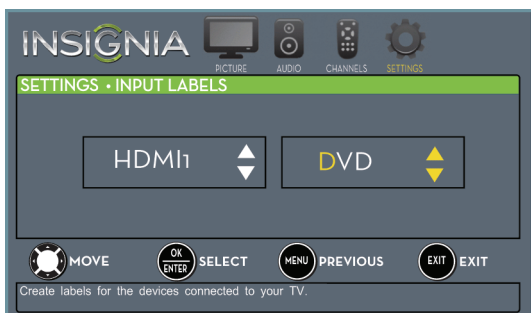 INSIGNIA
PICTURE AUDIO CHANNELS SETTINGS
SETTINGS • INPUT LABELS
HDMI1 DVD
MOVE OK ENTER SELECT MENU PREVIOUS EXIT EXIT
Create labels for the devices connected to your TV.